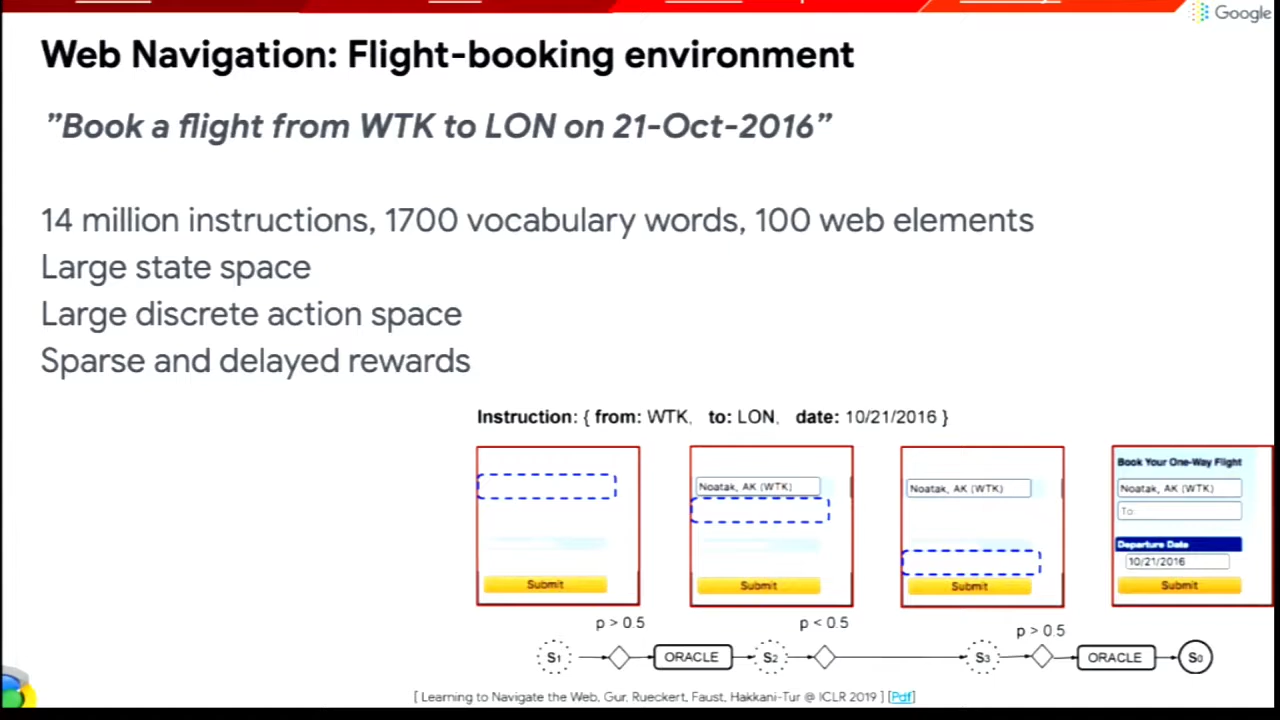 Google
Web Navigation: Flight-booking environment
"Book a flight from WTK to LON on 21-Oct-2016"
14 million instructions, 1700 vocabulary words, 100 web elements
Large state space
Large discrete action space
Sparse and delayed rewards
Instruction: { from: WTK, to: LON, date: 10/21/2016 }
Submit
Noatak, AK (WTK)
Submit
Noatak, AK (WTK)
Submit
Book Your One-Way Flight
Noatak, AK (WTK)
To:
Departure Date
10/21/2016
Submit
p > 0.5 p < 0.5 p > 0.5
S1 ORACLE S2 S3 ORACLE S0
[ Learning to Navigate the Web, Gur, Rueckert, Faust, Hakkani-Tur @ ICLR 2019 ] [Pdf]